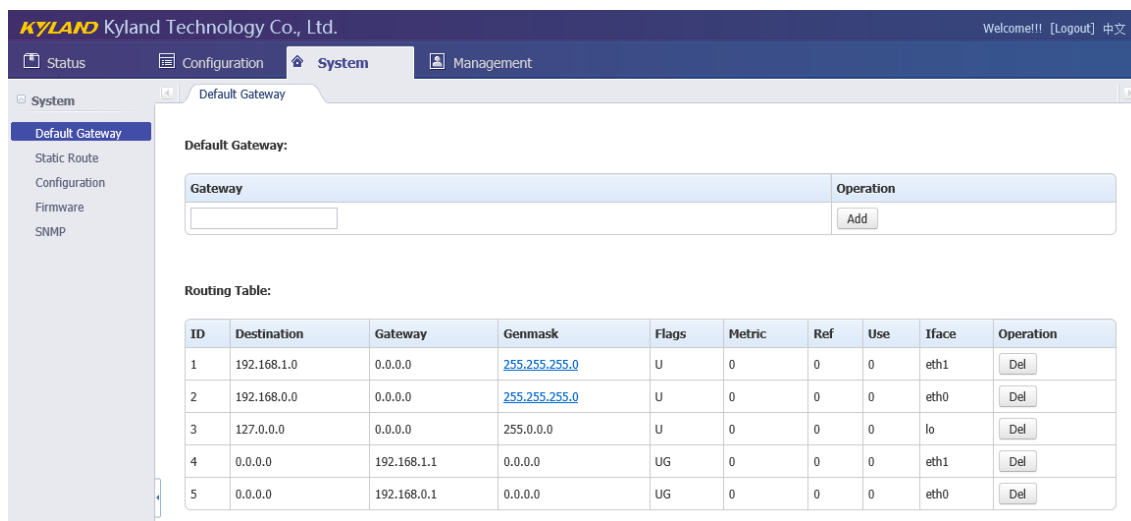 KYLAND Kyland Technology Co., Ltd.
Welcome!!! [Logout] 中文
Status Configuration System Management
System
Default Gateway
Static Route
Configuration
Firmware
SNMP
Default Gateway
Default Gateway:
Gateway Operation
Add
Routing Table:
ID Destination Gateway Genmask Flags Metric Ref Use Iface Operation
1 192.168.1.0 0.0.0.0 255.255.255.0 U 0 0 0 eth1 Del
2 192.168.0.0 0.0.0.0 255.255.255.0 U 0 0 0 eth0 Del
3 127.0.0.0 0.0.0.0 255.0.0.0 U 0 0 0 lo Del
4 0.0.0.0 192.168.1.1 0.0.0.0 UG 0 0 0 eth1 Del
5 0.0.0.0 192.168.0.1 0.0.0.0 UG 0 0 0 eth0 Del